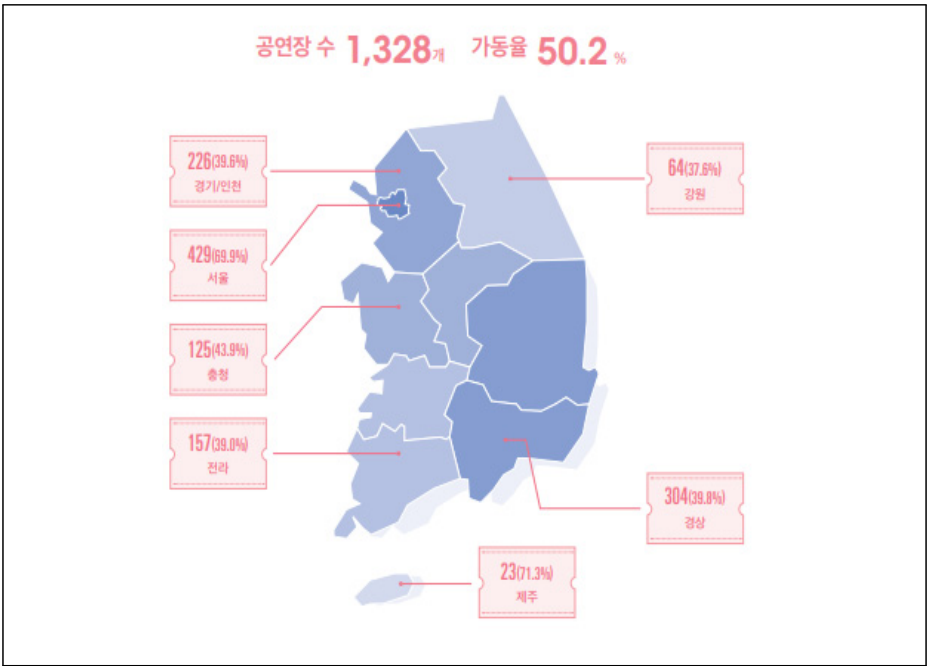 공연장 수 1,328개 가동율 50.2 %
226(39.6%)
경기/인천
429(69.9%)
서울
125(43.9%)
충청
157(39.0%)
전라
64(37.6%)
강원
304(39.8%)
경상
23(71.3%)
제주